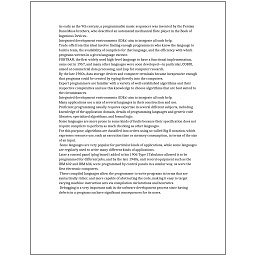 As early as the 9th century, a programmable music sequencer was invented by the Persian
Banu Musa brothers, who described an automated mechanical flute player in the Book of
Ingenious Devices.
Integrated development environments (IDEs) aim to integrate all such help.
Trade-offs from this ideal involve finding enough programmers who know the language to
build a team, the availability of compilers for that language, and the efficiency with which
programs written in a given language execute.
FORTRAN, the first widely used high-level language to have a functional implementation,
came out in 1957, and many other languages were soon developed—in particular, COBOL
aimed at commercial data processing, and Lisp for computer research.
By the late 1960s, data storage devices and computer terminals became inexpensive enough
that programs could be created by typing directly into the computers.
Expert programmers are familiar with a variety of well-established algorithms and their
respective complexities and use this knowledge to choose algorithms that are best suited to
the circumstances.
Integrated development environments (IDEs) aim to integrate all such help.
Many applications use a mix of several languages in their construction and use.
Proficient programming usually requires expertise in several different subjects, including
knowledge of the application domain, details of programming languages and generic code
libraries, specialized algorithms, and formal logic.
Some languages are more prone to some kinds of faults because their specification does not
require compilers to perform as much checking as other languages.
For this purpose, algorithms are classified into orders using so-called Big O notation, which
expresses resource use, such as execution time or memory consumption, in terms of the size
of an input.
Some languages are very popular for particular kinds of applications, while some languages
are regularly used to write many different kinds of applications.
Later a control panel (plug board) added to his 1906 Type I Tabulator allowed it to be
programmed for different jobs, and by the late 1940s, unit record equipment such as the
IBM 602 and IBM 604, were programmed by control panels in a similar way, as were the
first electronic computers.
These compiled languages allow the programmer to write programs in terms that are
syntactically richer, and more capable of abstracting the code, making it easy to target
varying machine instruction sets via compilation declarations and heuristics.
Debugging is a very important task in the software development process since having
defects in a program can have significant consequences for its users.